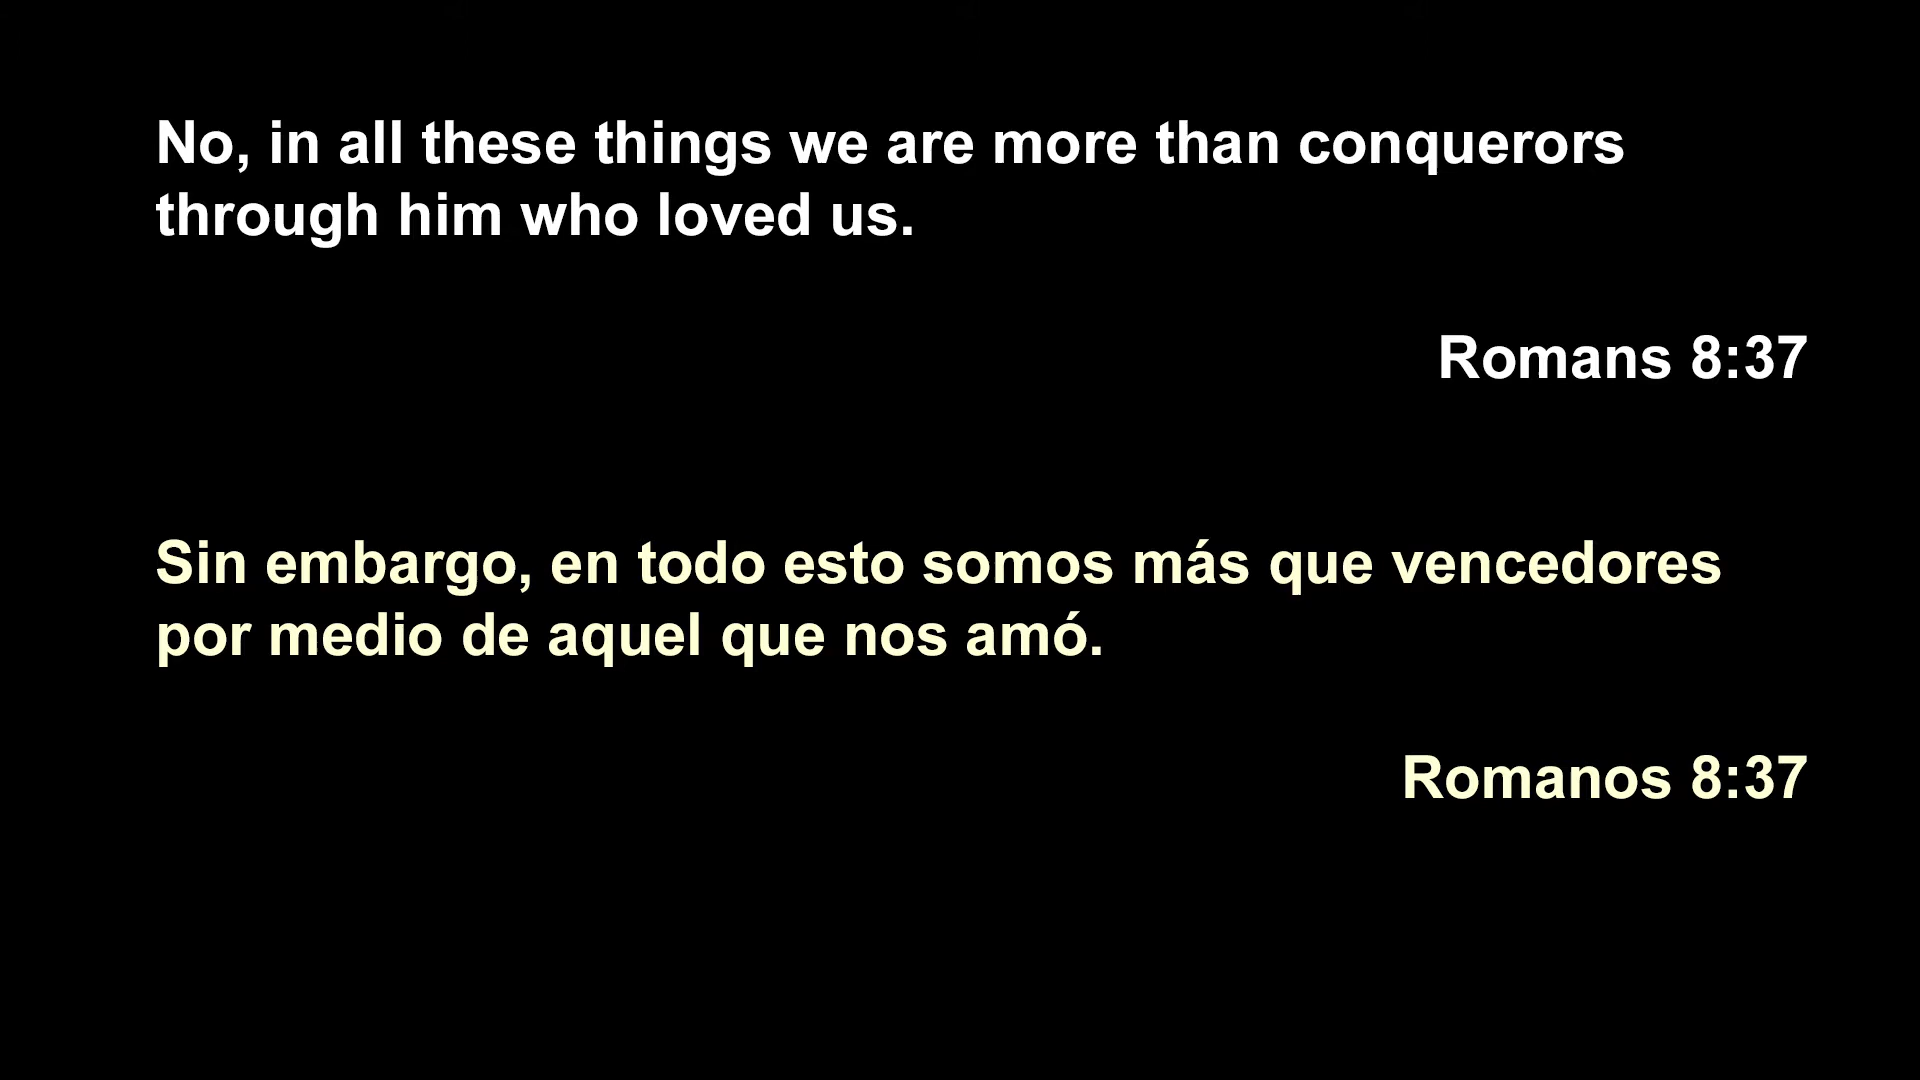 No, in all these things we are more than conquerors
through him who loved us.
Romans 8:37
Sin embargo, en todo esto somos más que vencedores
por medio de aquel que nos amó.
Romanos 8:37